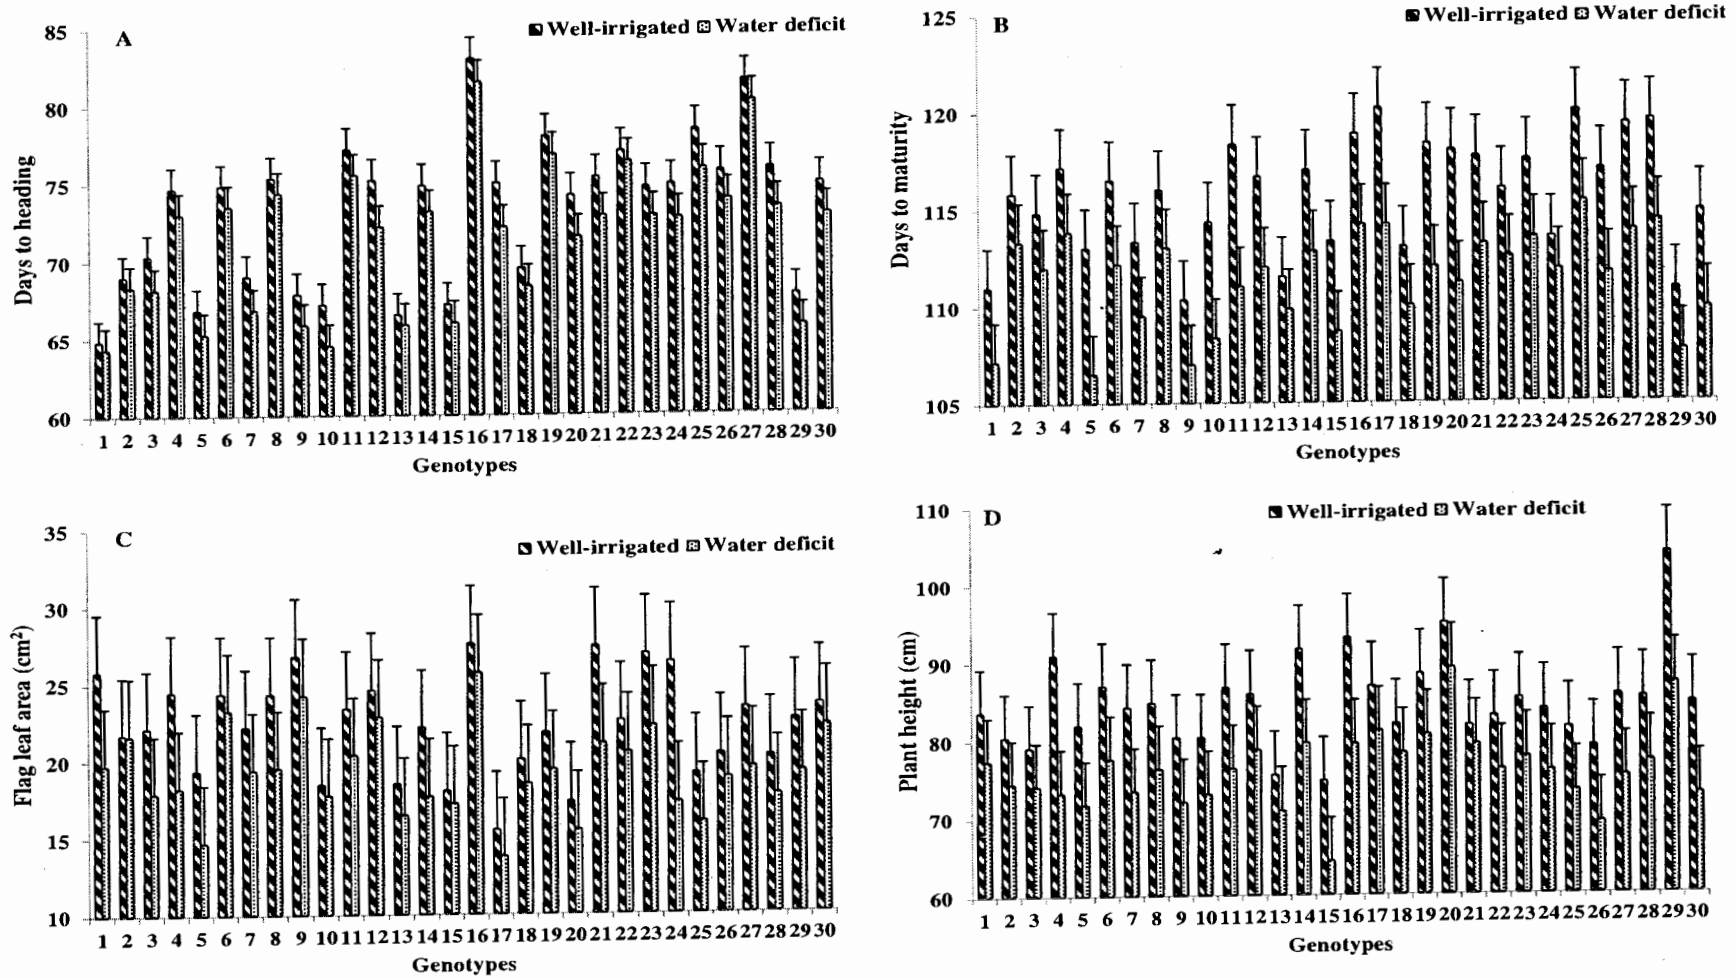 A
Well-irrigated Water deficit
85
80
75
70
65
60
Days to heading
1 2 3 4 5 6 7 8 9 10 11 12 13 14 15 16 17 18 19 20 21 22 23 24 25 26 27 28 29 30
Genotypes
B
Well-irrigated Water deficit
125
120
115
110
105
Days to maturity
1 2 3 4 5 6 7 8 9 10 11 12 13 14 15 16 17 18 19 20 21 22 23 24 25 26 27 28 29 30
Genotypes
C
Well-irrigated Water deficit
35
30
25
20
15
10
Flag leaf area (cm²)
1 2 3 4 5 6 7 8 9 10 11 12 13 14 15 16 17 18 19 20 21 22 23 24 25 26 27 28 29 30
Genotypes
D
Well-irrigated Water deficit
110
100
90
80
70
60
Plant height (cm)
1 2 3 4 5 6 7 8 9 10 11 12 13 14 15 16 17 18 19 20 21 22 23 24 25 26 27 28 29 30
Genotypes